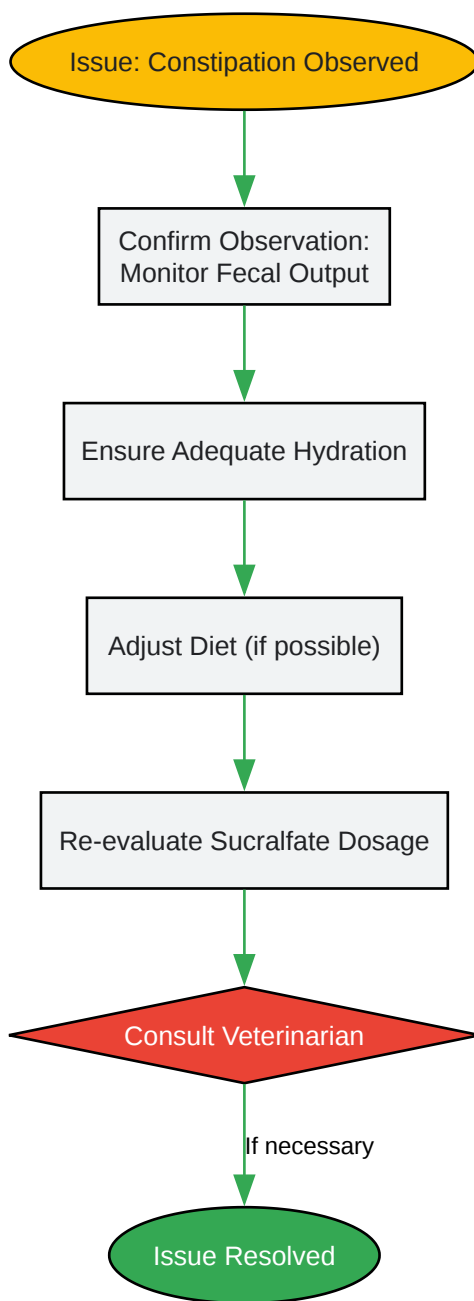 Issue: Constipation Observed
Confirm Observation:
Monitor Fecal Output
Ensure Adequate Hydration
Adjust Diet (if possible)
Re-evaluate Sucralfate Dosage
Consult Veterinarian
If necessary
Issue Resolved